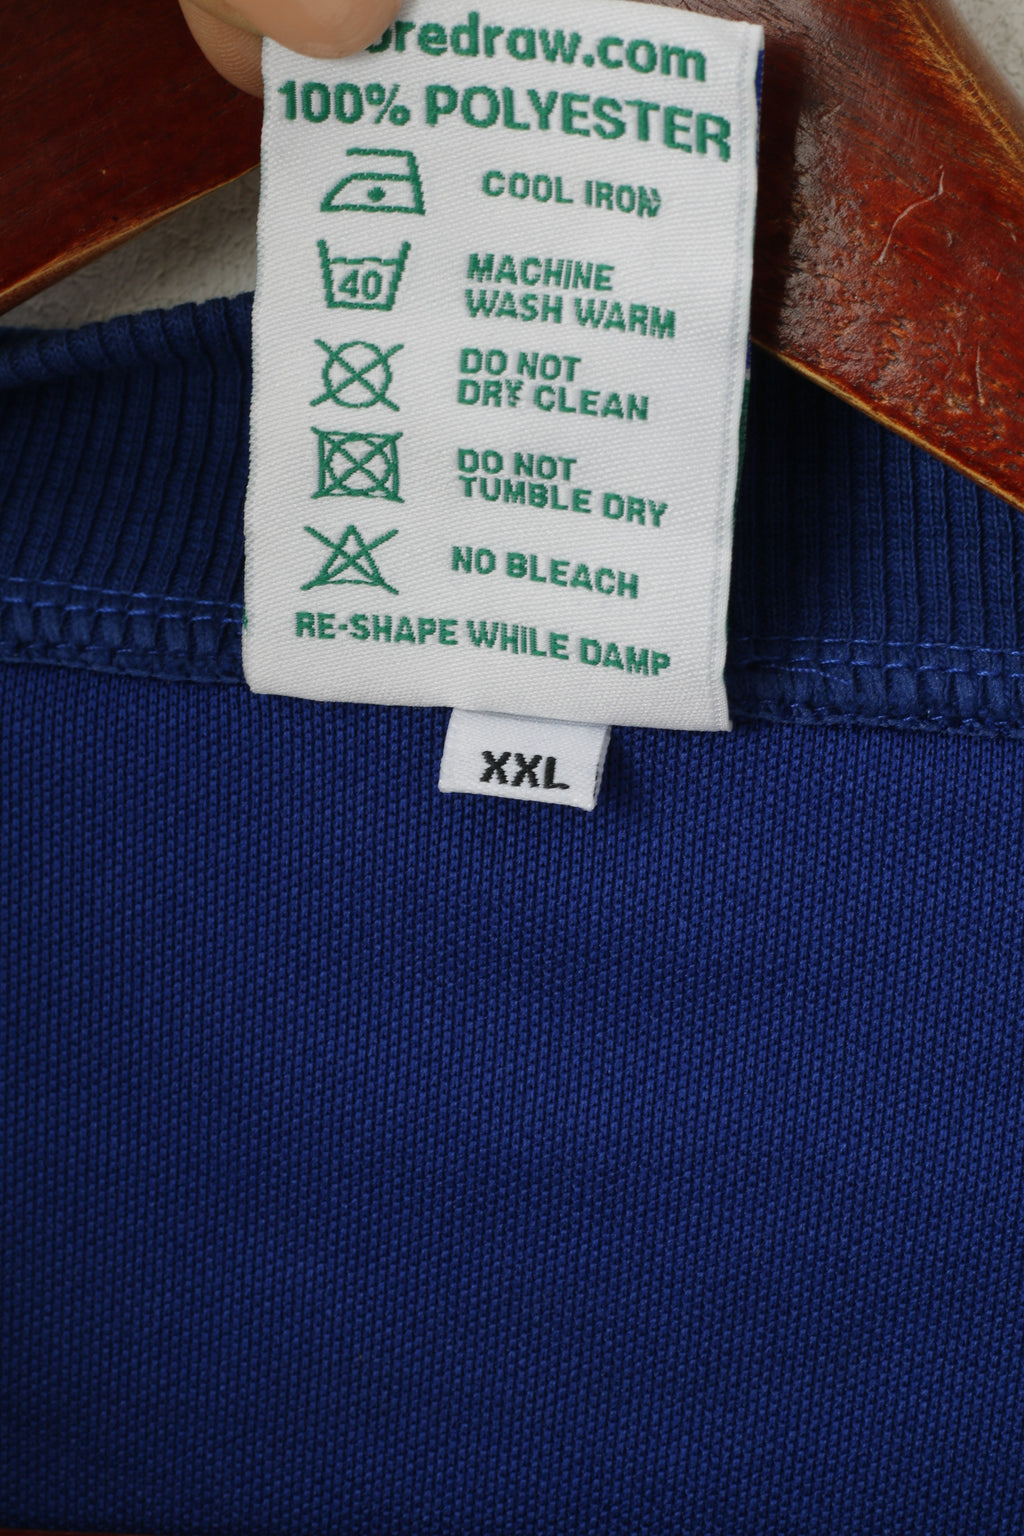 oredraw.com
100% POLYESTER
COOL IRON
40
MACHINE
WASH WARM
DO NOT
DRY CLEAN
DO NOT
TUMBLE DRY
NO BLEACH
RE-SHAPE WHILE DAMP
XXL